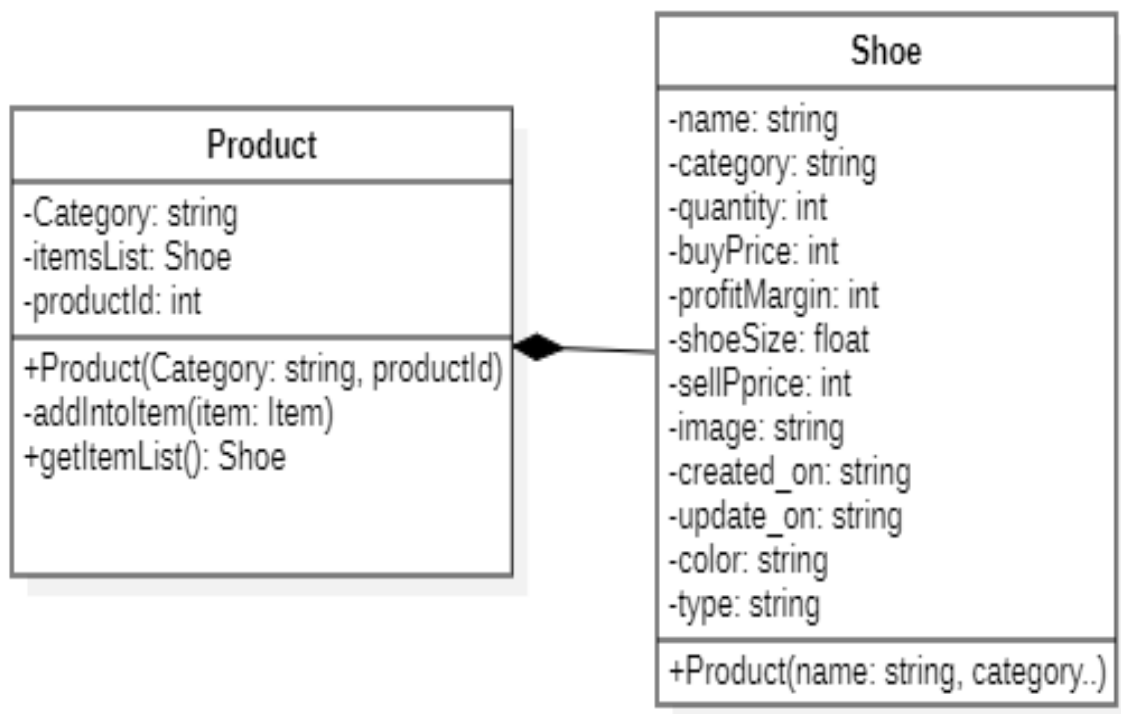 Product
-Category: string
-itemsList: Shoe
-productId: int
+Product(Category: string, productId)
-addIntoItem(item: Item)
+getItemList(): Shoe
Shoe
-name: string
-category: string
-quantity: int
-buyPrice: int
-profitMargin: int
-shoeSize: float
-sellPprice: int
-image: string
-created_on: string
-update_on: string
-color: string
-type: string
+Product(name: string, category..)